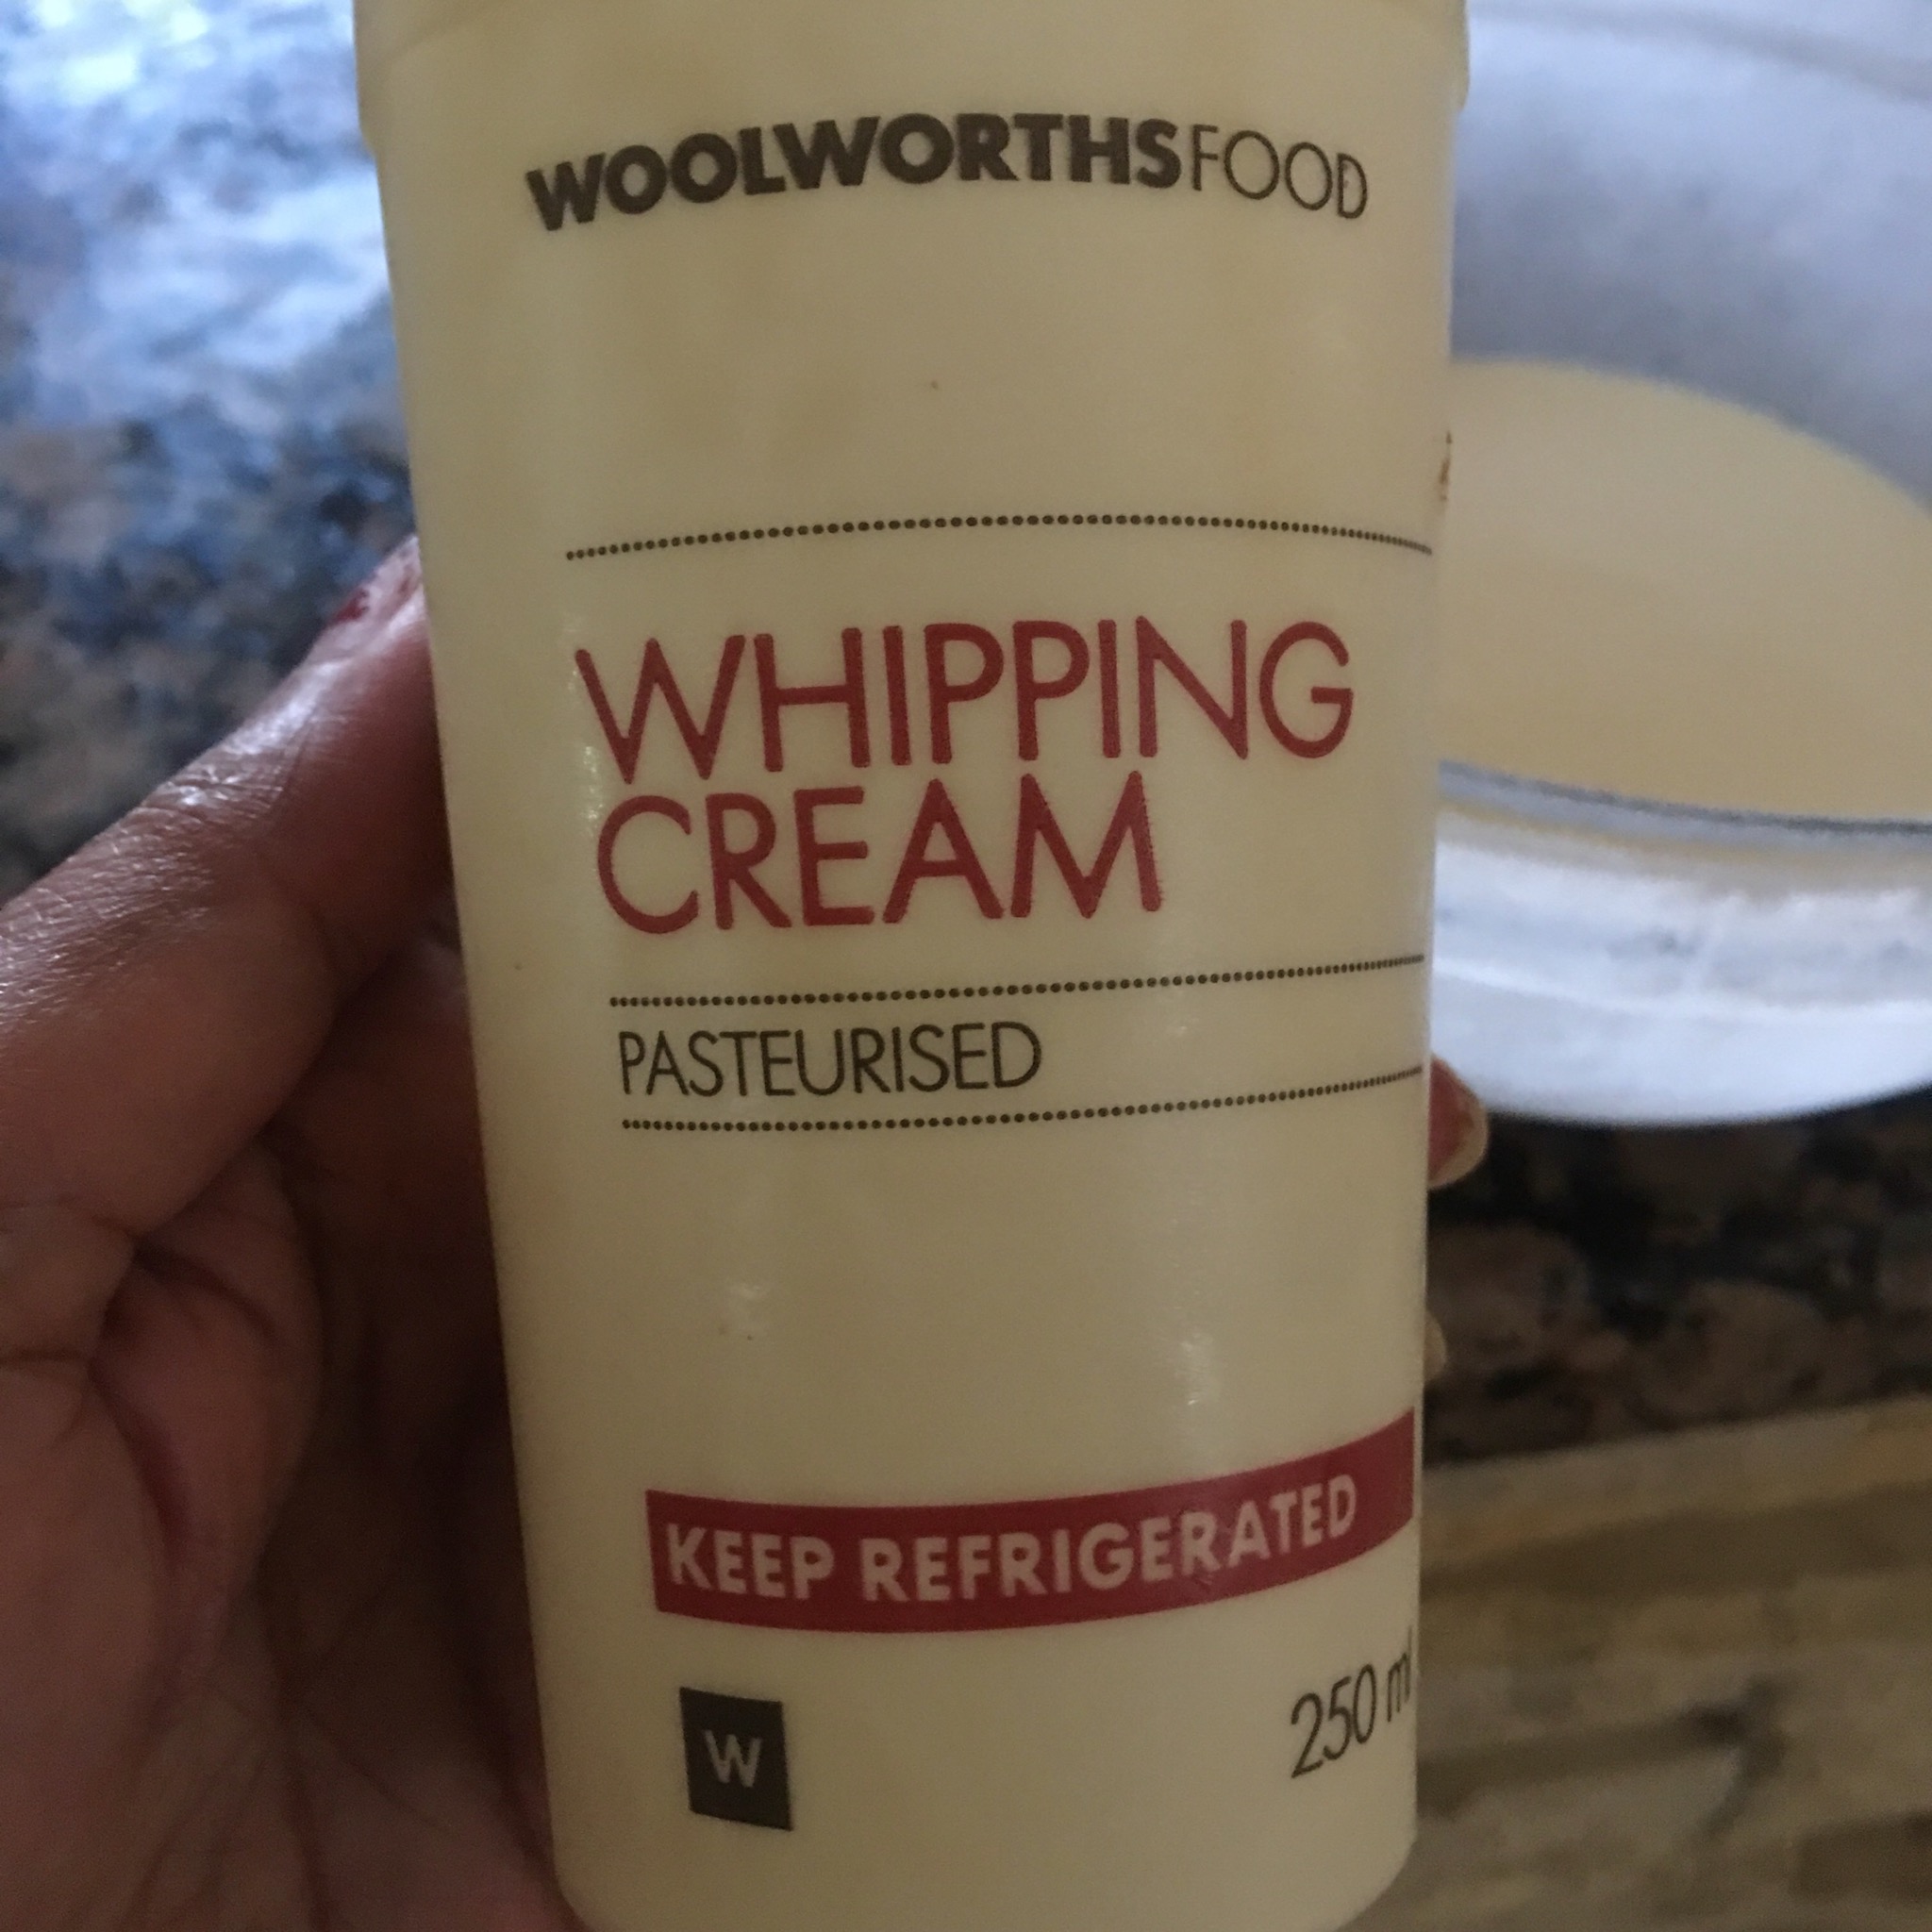 WOOLWORTHSFOOD
WHIPPING
CREAM
PASTEURISED
KEEP REFRIGERATED
W
250 ml